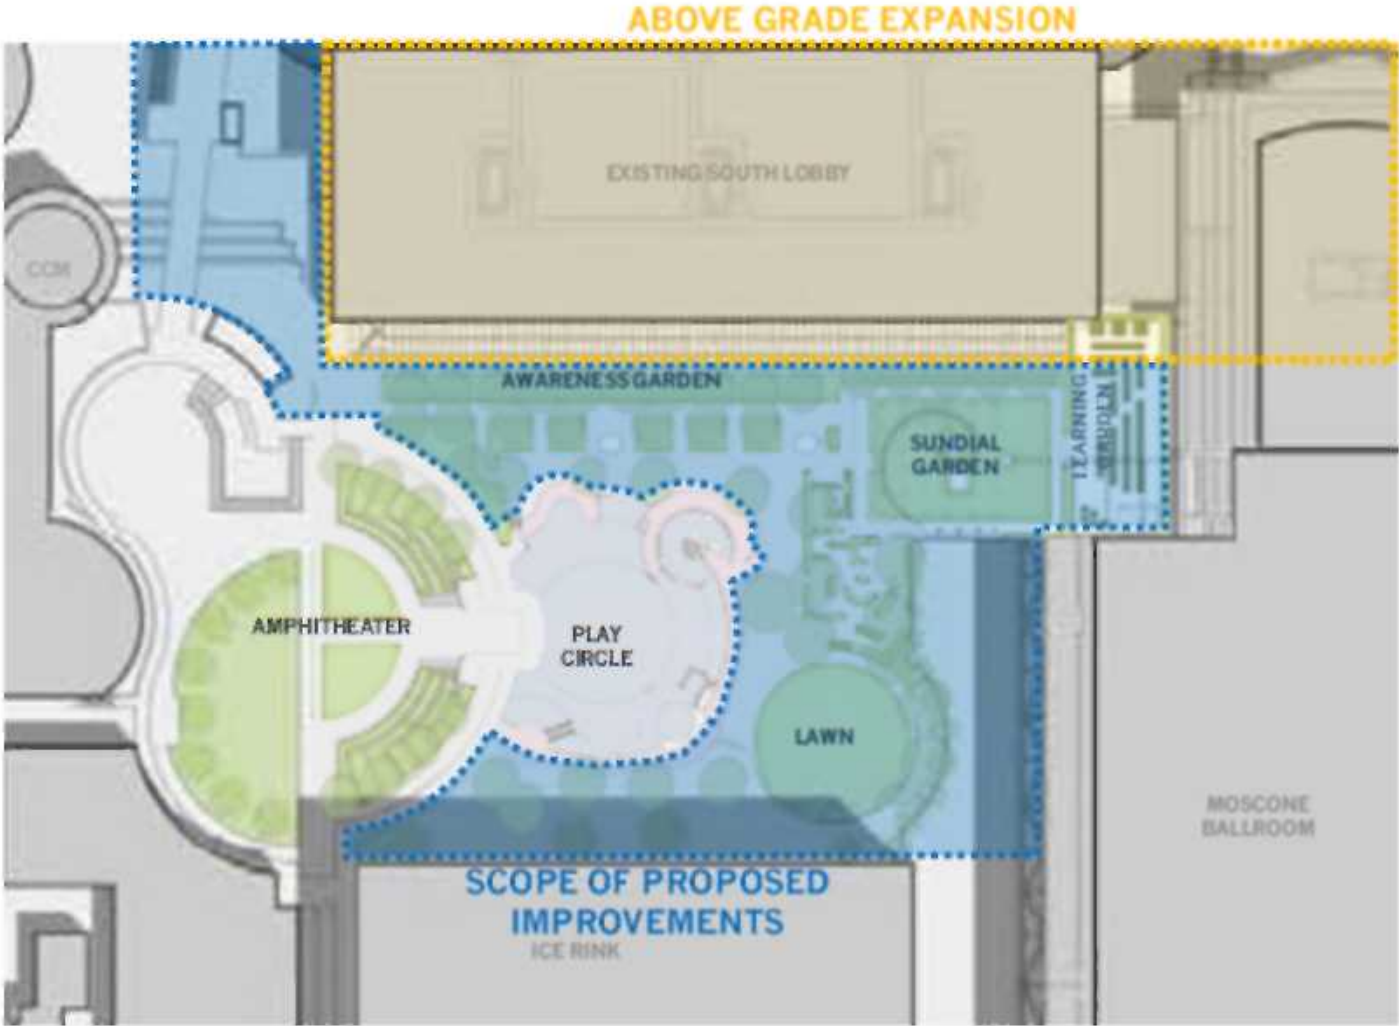 ABOVE GRADE EXPANSION
EXISTING SOUTH LOBBY
CCM
AWARENESS GARDEN
LEARNING
GARDEN
SUNDIAL
GARDEN
AMPHITHEATER
PLAY
CIRCLE
LAWN
MOSCONE
BALLROOM
SCOPE OF PROPOSED
IMPROVEMENTS
ICE RINK